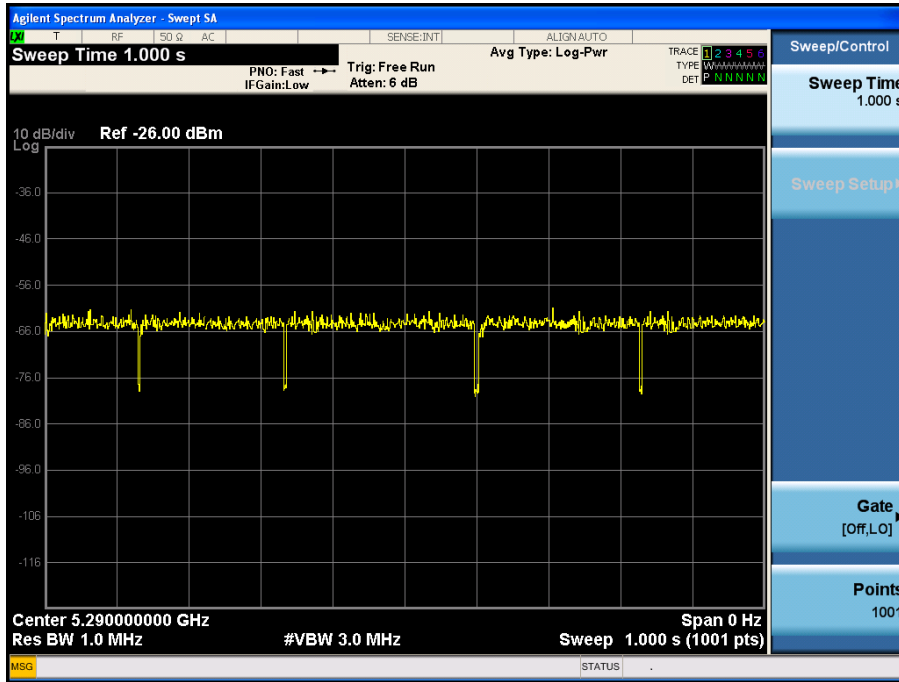 Agilent Spectrum Analyzer - Swept SA
LXI T RF 50 Ω AC SENSE:INT ALIGNAUTO
Sweep Time 1.000 s
PNO: Fast
IFGain:Low
Trig: Free Run
Atten: 6 dB
Avg Type: Log-Pwr
TRACE 1 2 3 4 5 6
TYPE
DET P N N N N N
Sweep/Control
Sweep Time
1.000 s
Sweep Setup
Gate
[Off,LO]
Points
1001
10 dB/div Ref -26.00 dBm
Log
-36.0
-46.0
-56.0
-66.0
-76.0
-86.0
-96.0
-106
-116
Center 5.290000000 GHz Span 0 Hz
Res BW 1.0 MHz #VBW 3.0 MHz Sweep 1.000 s (1001 pts)
MSG STATUS .